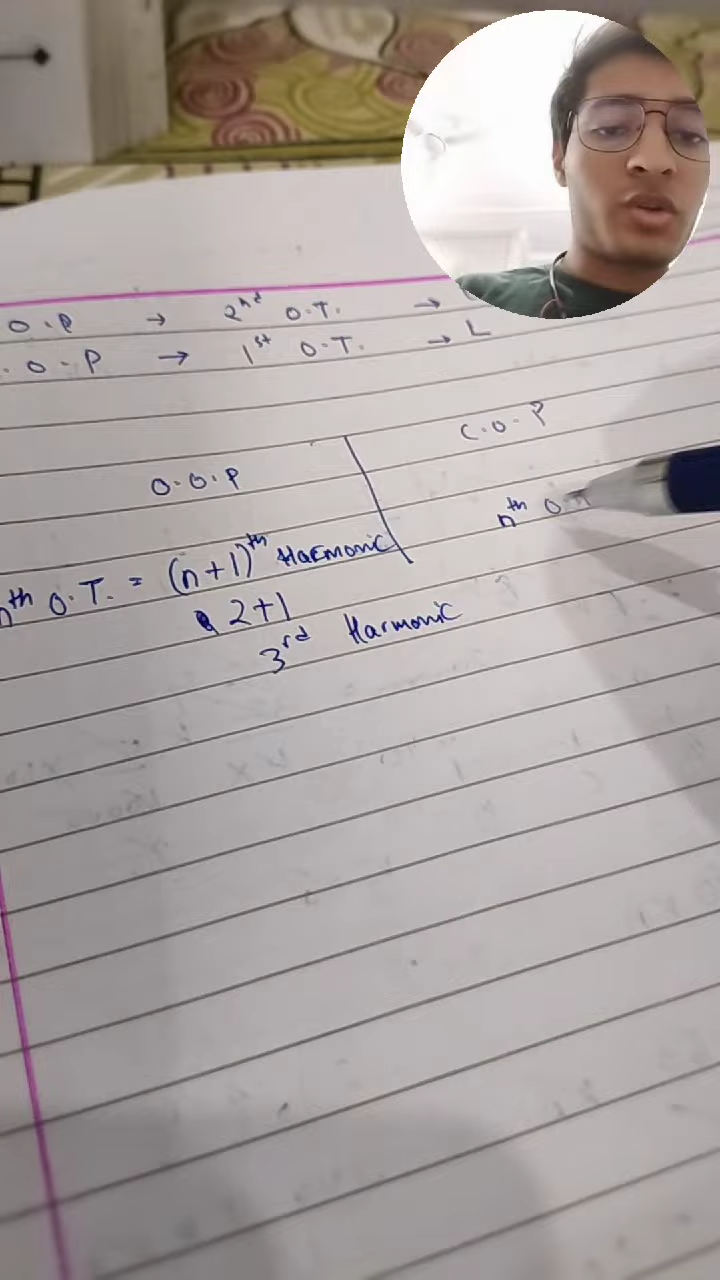 O.P → 2nd O.T. →
. O.P → 1st O.T. → L
O.O.P
C.O.P
nth O.T. = (n+1)th Harmonic
nth O.
2+1
3rd Harmonic